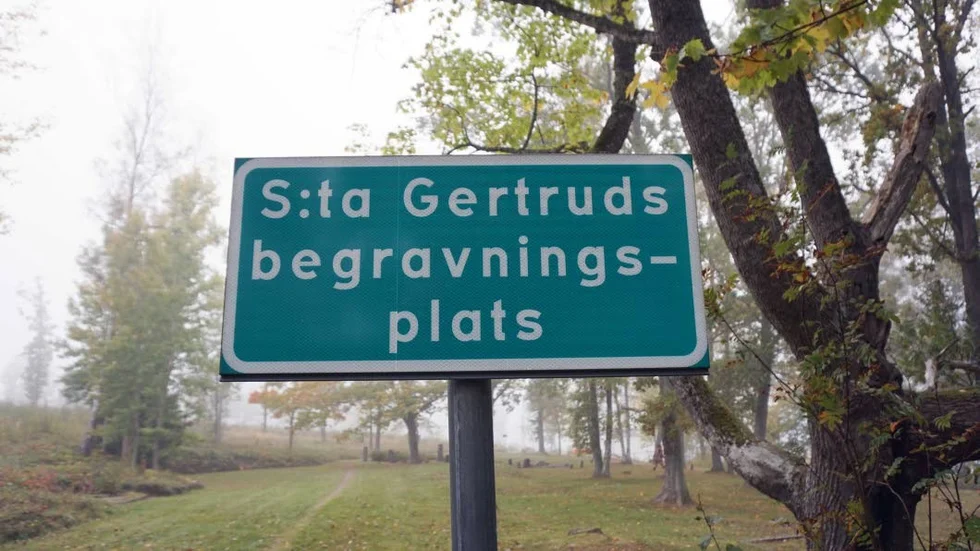 S:ta Gertruds
begravnings-
plats